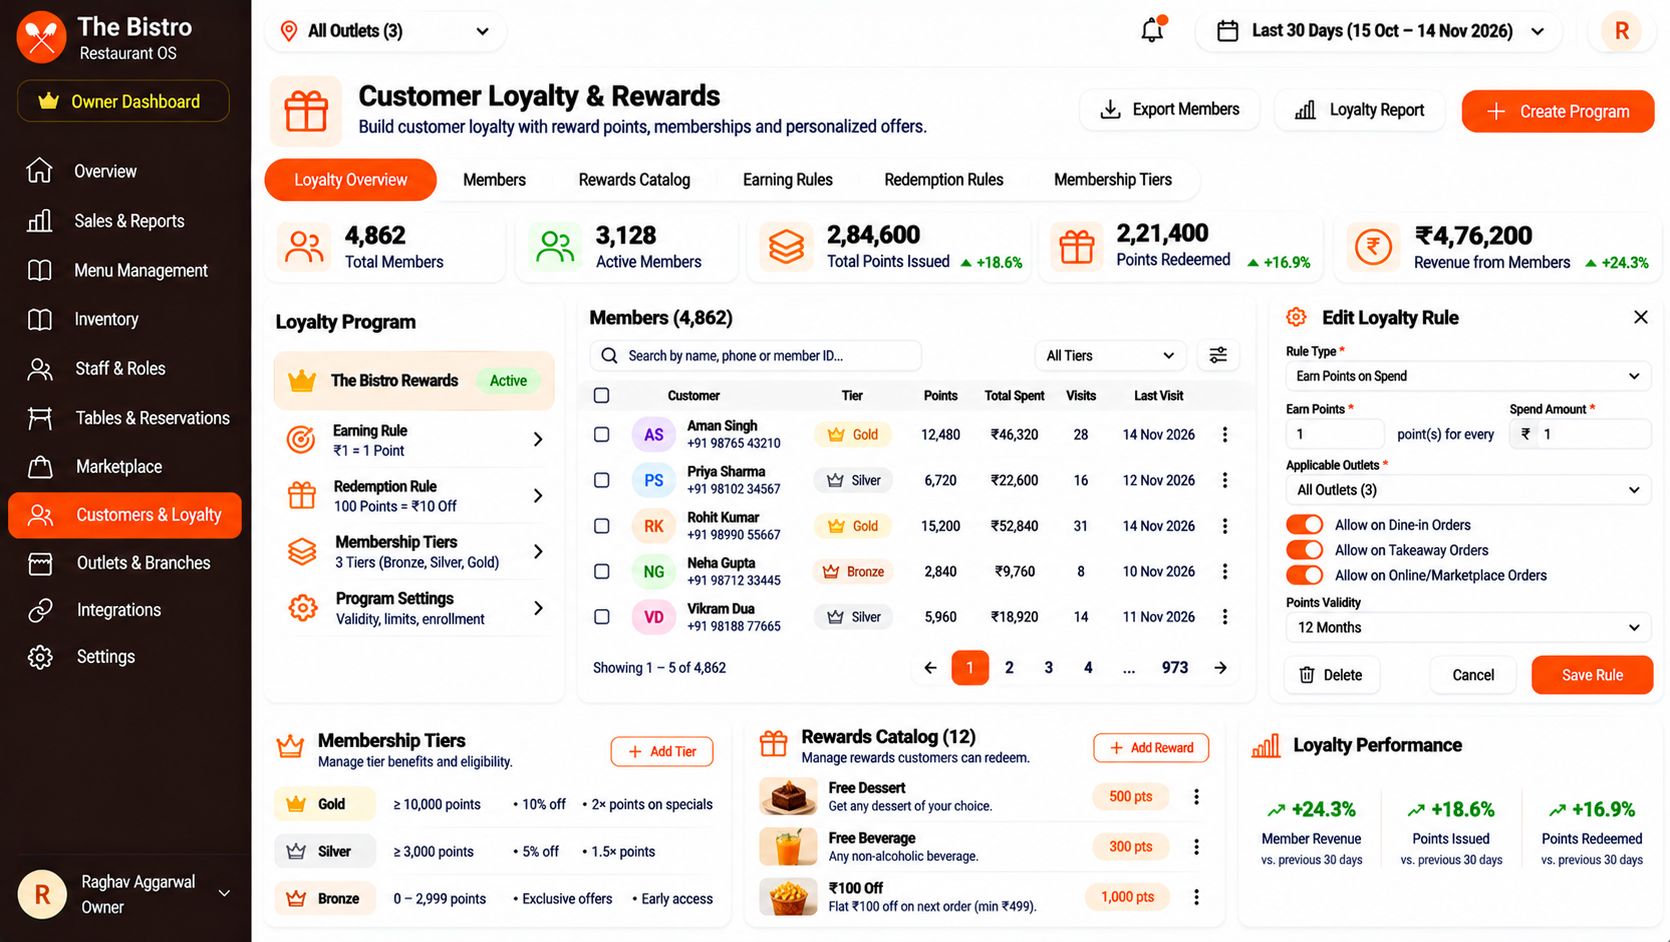 The Bistro
Restaurant OS
Owner Dashboard
Overview
Sales & Reports
Menu Management
Inventory
Staff & Roles
Tables & Reservations
Marketplace
Customers & Loyalty
Outlets & Branches
Integrations
Settings
R
Raghav Aggarwal
Owner
All Outlets (3)
Last 30 Days (15 Oct – 14 Nov 2026)
R
Customer Loyalty & Rewards
Build customer loyalty with reward points, memberships and personalized offers.
Export Members
Loyalty Report
+ Create Program
Loyalty Overview
Members
Rewards Catalog
Earning Rules
Redemption Rules
Membership Tiers
4,862
Total Members
3,128
Active Members
2,84,600
Total Points Issued ▲ +18.6%
2,21,400
Points Redeemed ▲ +16.9%
₹
₹4,76,200
Revenue from Members ▲ +24.3%
Loyalty Program
The Bistro Rewards Active
Earning Rule
₹1 = 1 Point
Redemption Rule
100 Points = ₹10 Off
Membership Tiers
3 Tiers (Bronze, Silver, Gold)
Program Settings
Validity, limits, enrollment
Members (4,862)
Search by name, phone or member ID...
All Tiers
Customer Tier Points Total Spent Visits Last Visit
AS Aman Singh Gold 12,480 ₹46,320 28 14 Nov 2026
+91 98765 43210
PS Priya Sharma Silver 6,720 ₹22,600 16 12 Nov 2026
+91 98102 34567
RK Rohit Kumar Gold 15,200 ₹52,840 31 14 Nov 2026
+91 98990 55667
NG Neha Gupta Bronze 2,840 ₹9,760 8 10 Nov 2026
+91 98712 33445
VD Vikram Dua Silver 5,960 ₹18,920 14 11 Nov 2026
+91 98188 77665
Showing 1 – 5 of 4,862
← 1 2 3 4 ... 973 →
Edit Loyalty Rule
Rule Type *
Earn Points on Spend
Earn Points * Spend Amount *
1 point(s) for every ₹ 1
Applicable Outlets *
All Outlets (3)
Allow on Dine-in Orders
Allow on Takeaway Orders
Allow on Online/Marketplace Orders
Points Validity
12 Months
Delete
Cancel
Save Rule
Membership Tiers
Manage tier benefits and eligibility.
+ Add Tier
Gold ≥ 10,000 points • 10% off • 2× points on specials
Silver ≥ 3,000 points • 5% off • 1.5× points
Bronze 0 – 2,999 points • Exclusive offers • Early access
Rewards Catalog (12)
Manage rewards customers can redeem.
+ Add Reward
Free Dessert
Get any dessert of your choice.
500 pts
Free Beverage
Any non-alcoholic beverage.
300 pts
₹100 Off
Flat ₹100 off on next order (min ₹499).
1,000 pts
Loyalty Performance
+24.3%
Member Revenue
vs. previous 30 days
+18.6%
Points Issued
vs. previous 30 days
+16.9%
Points Redeemed
vs. previous 30 days